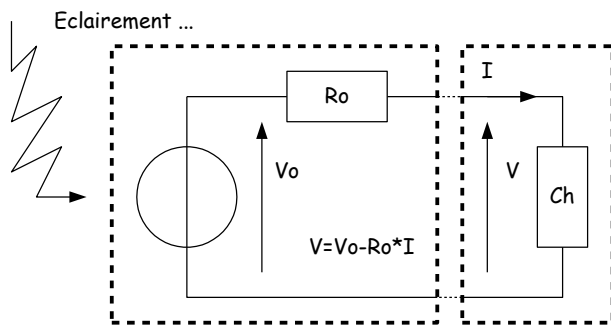 Eclairement ...
I
Ro
Vo
V
Ch
V=Vo-Ro*I